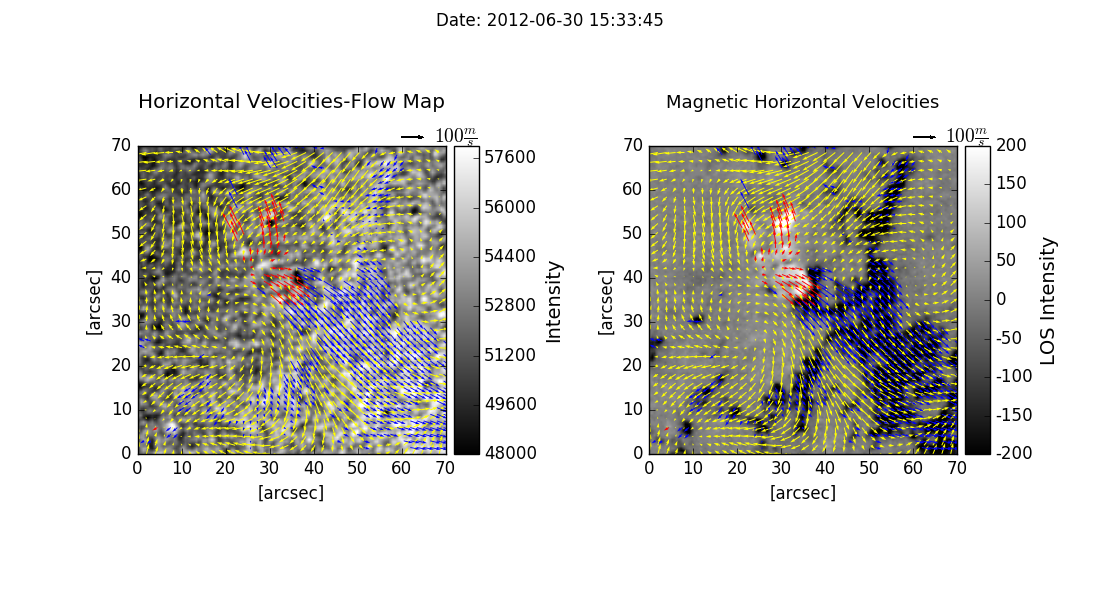 Date: 2012-06-30 15:33:45
Horizontal Velocities-Flow Map
Magnetic Horizontal Velocities
100 m/s
100 m/s
70
60
50
40
30
20
10
0
0 10 20 30 40 50 60 70
[arcsec]
[arcsec]
57600
56000
54400
52800
51200
49600
48000
Intensity
70
60
50
40
30
20
10
0
0 10 20 30 40 50 60 70
[arcsec]
[arcsec]
200
150
100
50
0
-50
-100
-150
-200
LOS Intensity